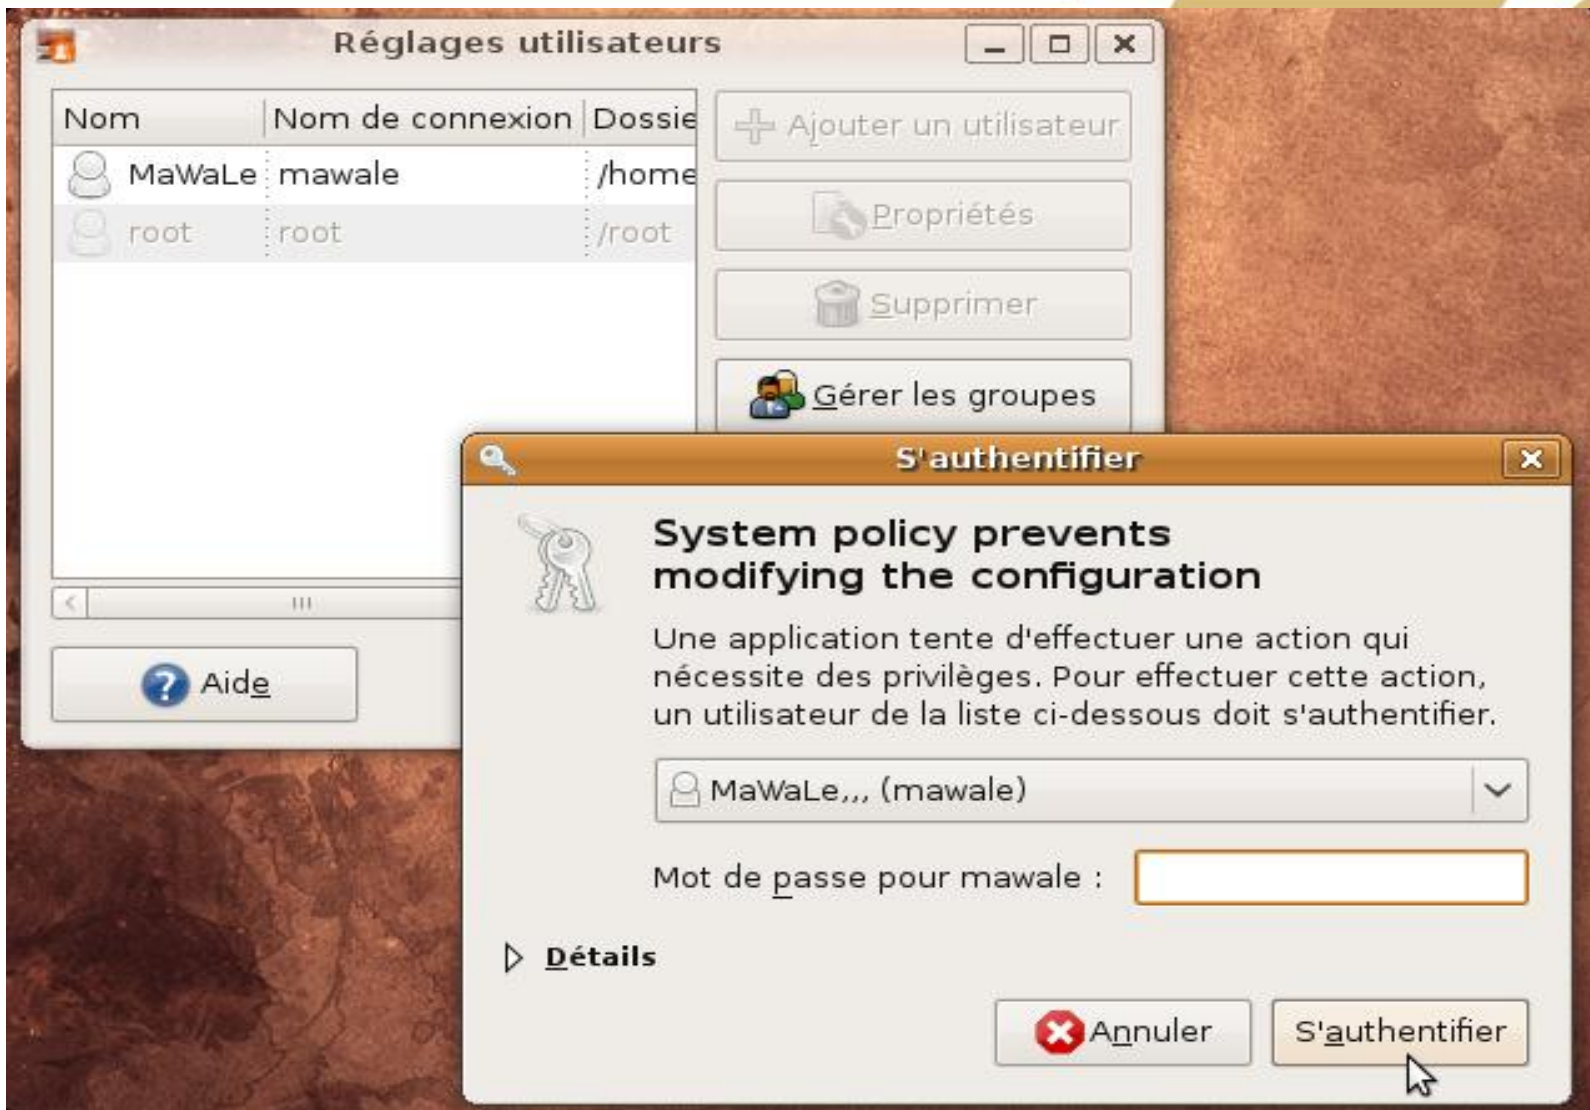 Réglages utilisateurs
Nom Nom de connexion Dossie
MaWaLe mawale /home
root root /root
Ajouter un utilisateur
Propriétés
Supprimer
Gérer les groupes
Aide
S'authentifier
System policy prevents
modifying the configuration
Une application tente d'effectuer une action qui
nécessite des privilèges. Pour effectuer cette action,
un utilisateur de la liste ci-dessous doit s'authentifier.
MaWaLe,,, (mawale)
Mot de passe pour mawale :
Détails
Annuler S'authentifier